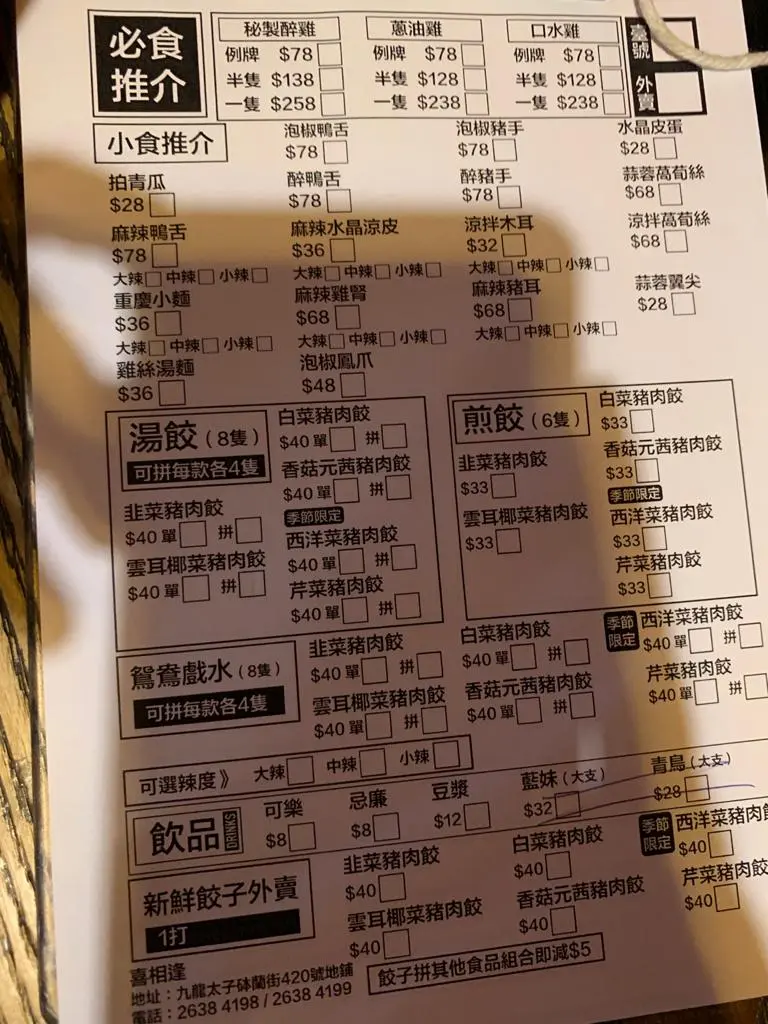 必食
推介
秘製醉雞
例牌 $78
半隻 $138
一隻 $258
蔥油雞
例牌 $78
半隻 $128
一隻 $238
口水雞
例牌 $78
半隻 $128
一隻 $238
臺號
外賣
小食推介
泡椒鴨舌
$78
泡椒豬手
$78
水晶皮蛋
$28
拍青瓜
$28
醉鴨舌
$78
醉豬手
$78
蒜蓉萵荀絲
$68
麻辣鴨舌
$78
大辣 中辣 小辣
麻辣水晶涼皮
$36
大辣 中辣 小辣
涼拌木耳
$32
大辣 中辣 小辣
涼拌萵荀絲
$68
重慶小麵
$36
大辣 中辣 小辣
麻辣雞腎
$68
大辣 中辣 小辣
麻辣豬耳
$68
大辣 中辣 小辣
蒜蓉翼尖
$28
雞絲湯麵
$36
泡椒鳳爪
$48
湯餃(8隻)
可拼每款各4隻
白菜豬肉餃
$40 單 拼
香菇元茜豬肉餃
$40 單 拼
韭菜豬肉餃
$40 單 拼
雲耳椰菜豬肉餃
$40 單 拼
季節限定
西洋菜豬肉餃
$40 單 拼
芹菜豬肉餃
$40 單 拼
煎餃(6隻)
白菜豬肉餃
$33
韭菜豬肉餃
$33
香菇元茜豬肉餃
$33
雲耳椰菜豬肉餃
$33
季節限定
西洋菜豬肉餃
$33
芹菜豬肉餃
$33
鴛鴦戲水(8隻)
可拼每款各4隻
韭菜豬肉餃
$40 單 拼
白菜豬肉餃
$40 單 拼
季節
限定
西洋菜豬肉餃
$40 單 拼
雲耳椰菜豬肉餃
$40 單 拼
香菇元茜豬肉餃
$40 單 拼
芹菜豬肉餃
$40 單 拼
可選辣度》 大辣 中辣 小辣
飲品 DRINKS
可樂
$8
忌廉
$8
豆漿
$12
藍妹(大支)
$32
青島(大支)
$28
新鮮餃子外賣
1打
韭菜豬肉餃
$40
白菜豬肉餃
$40
季節
限定
西洋菜豬肉餃
$40
雲耳椰菜豬肉餃
$40
香菇元茜豬肉餃
$40
芹菜豬肉餃
$40
喜相逢
地址:九龍太子砵蘭街420號地鋪
電話:2638 4198 / 2638 4199
餃子拼其他食品組合即減$5